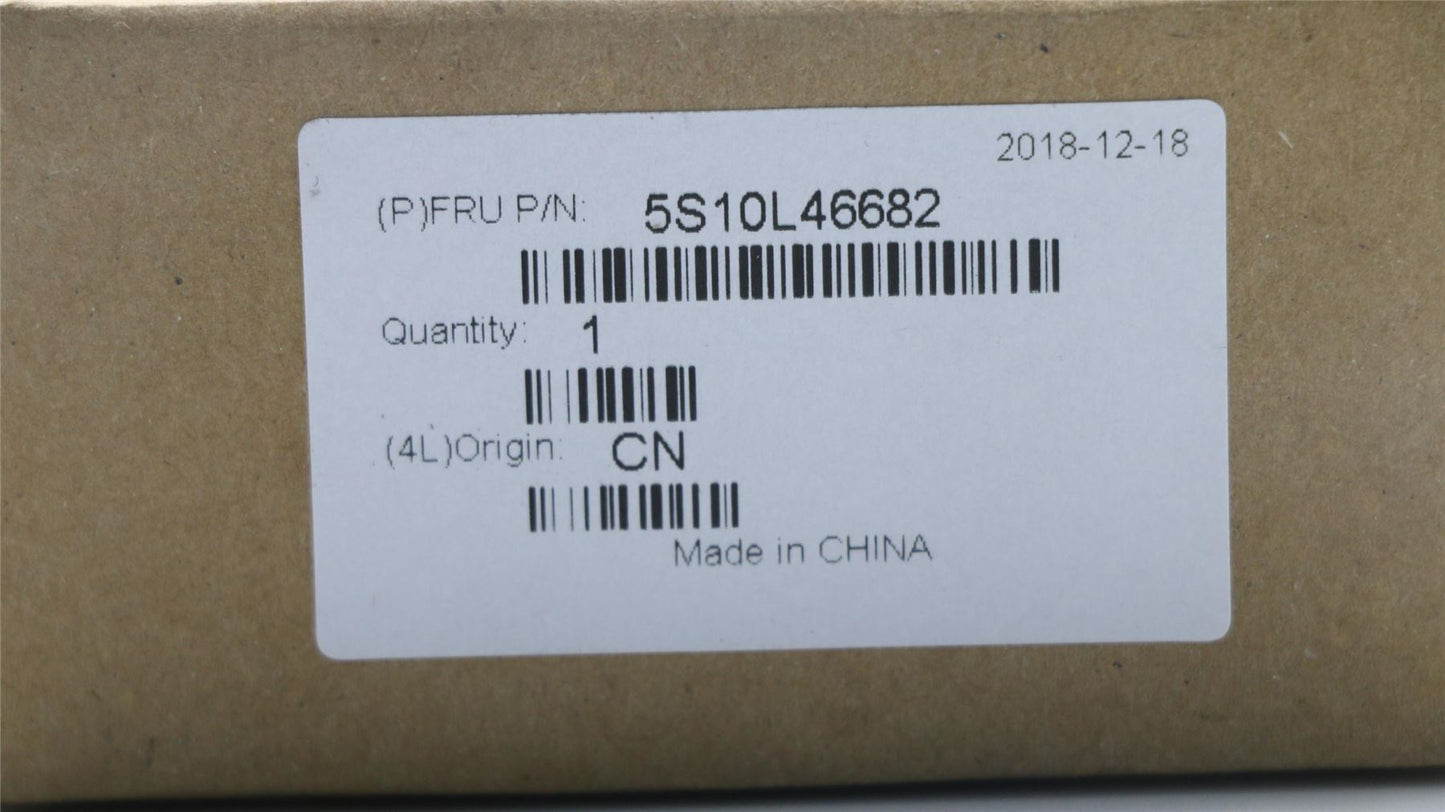 2018-12-18
(P)FRU P/N: 5S10L46682
Quantity: 1
(4L)Origin: CN
Made in CHINA